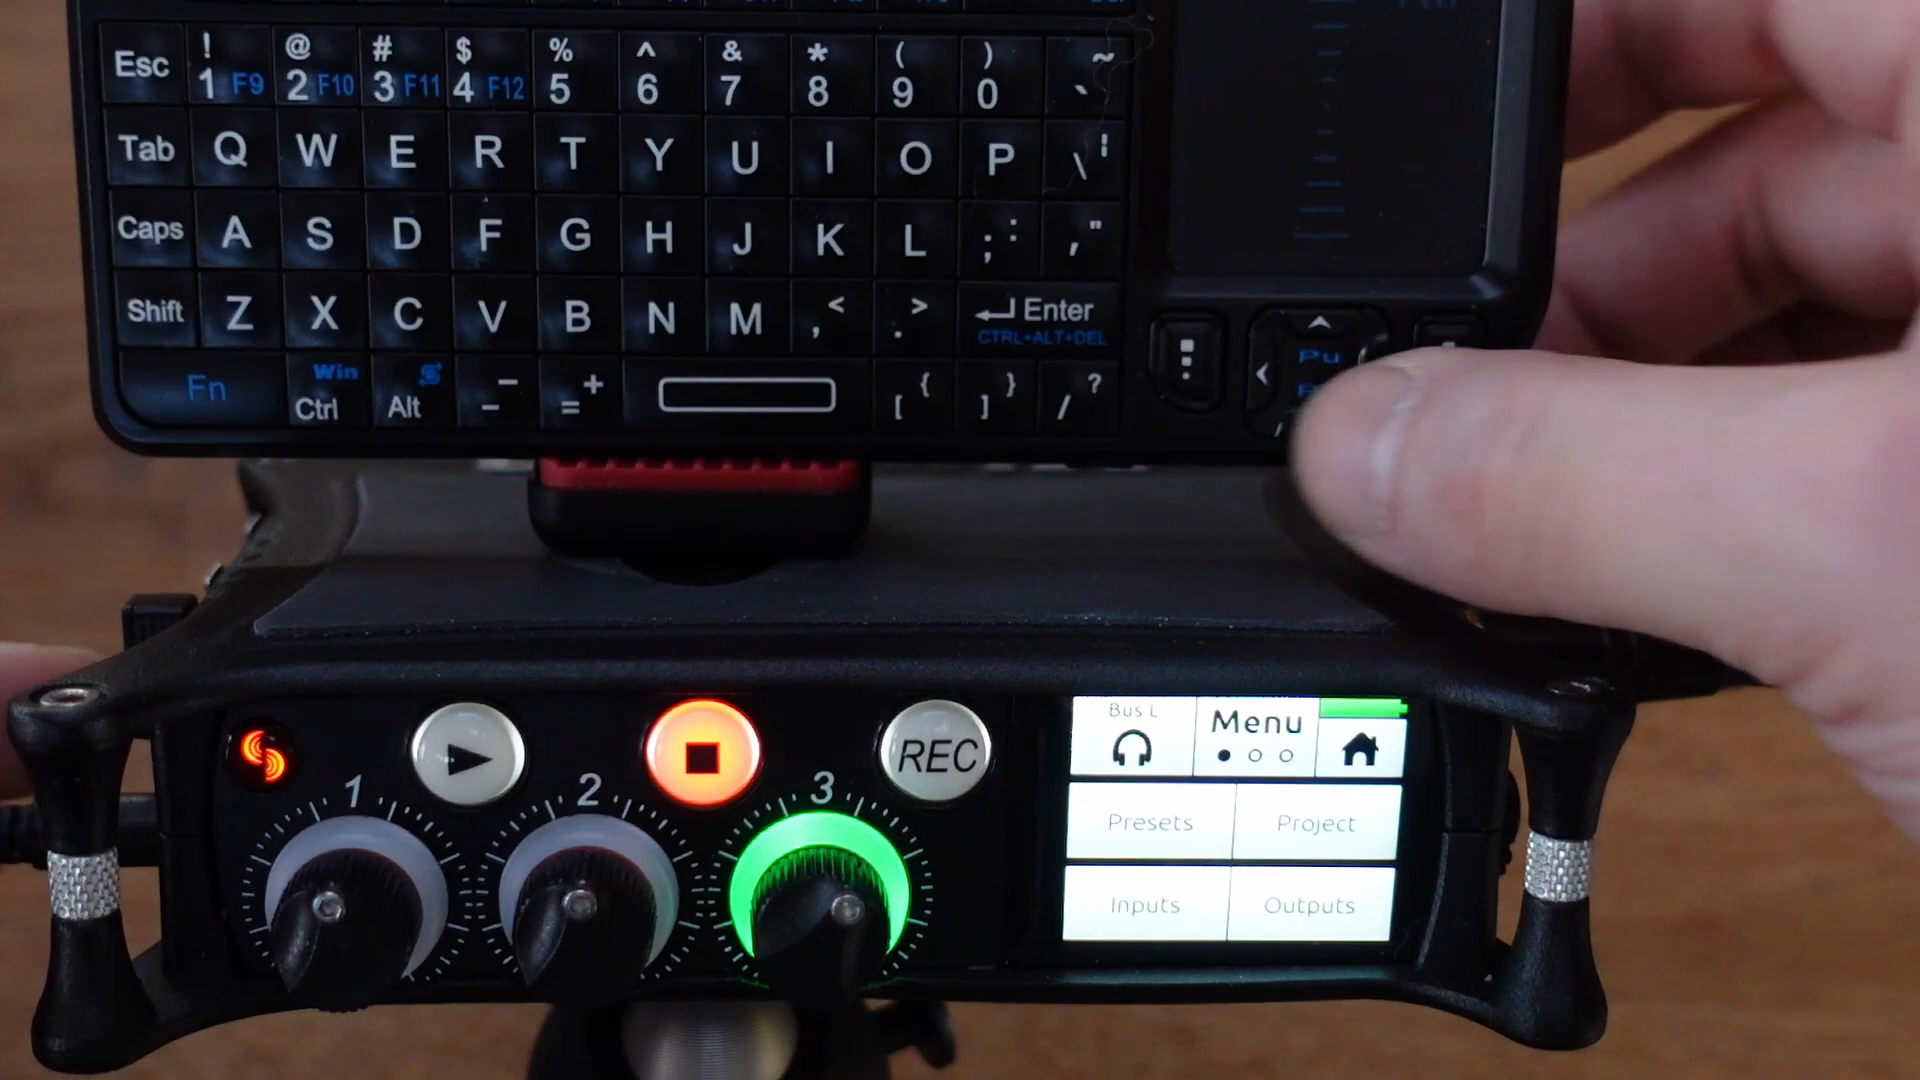 Esc ! 1 F9 @ 2 F10 # 3 F11 $ 4 F12 % 5 ^ 6 & 7 * 8 ( 9 ) 0 ~ `
Tab Q W E R T Y U I O P \ ¦
Caps A S D F G H J K L ; : , "
Shift Z X C V B N M , < . > Enter
CTRL+ALT+DEL
Fn Win Ctrl Alt – _ = + [ { ] } / ?
Pu
REC
1 2 3
Bus L
Menu
Presets Project
Inputs Outputs